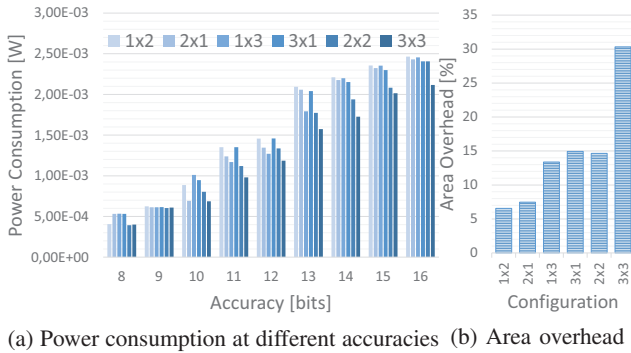 Power Consumption [W]
3,00E-03
2,50E-03
2,00E-03
1,50E-03
1,00E-03
5,00E-04
0,00E+00
1x2 2x1 1x3 3x1 2x2 3x3
8 9 10 11 12 13 14 15 16
Accuracy [bits]
(a) Power consumption at different accuracies
Area Overhead [%]
35
30
25
20
15
10
5
0
1x2 2x1 1x3 3x1 2x2 3x3
Configuration
(b) Area overhead